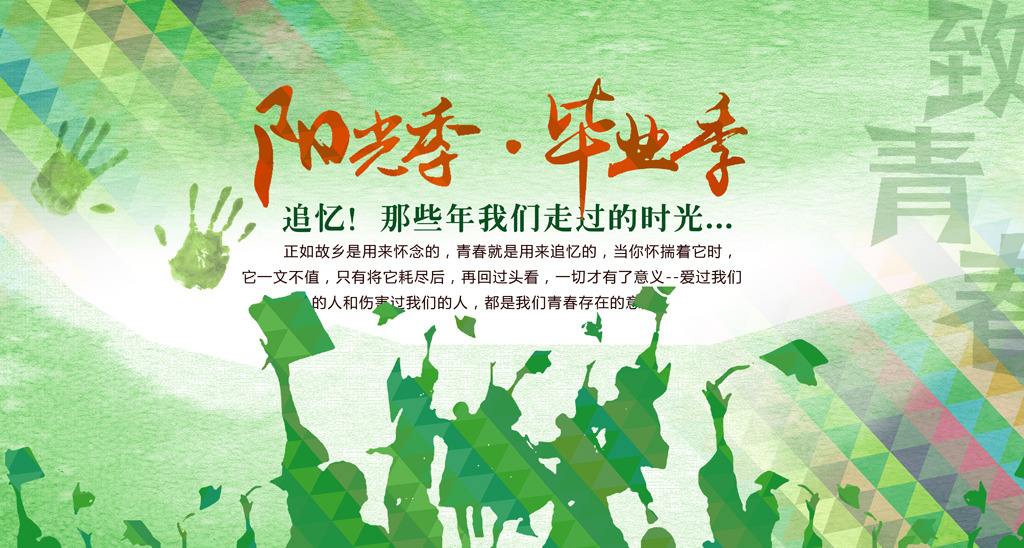 阳光季·毕业季
追忆！那些年我们走过的时光...
正如故乡是用来怀念的，青春就是用来追忆的，当你怀揣着它时，
它一文不值，只有将它耗尽后，再回过头看，一切才有了意义--爱过我们
的人和伤害过我们的人，都是我们青春存在的意
致青春